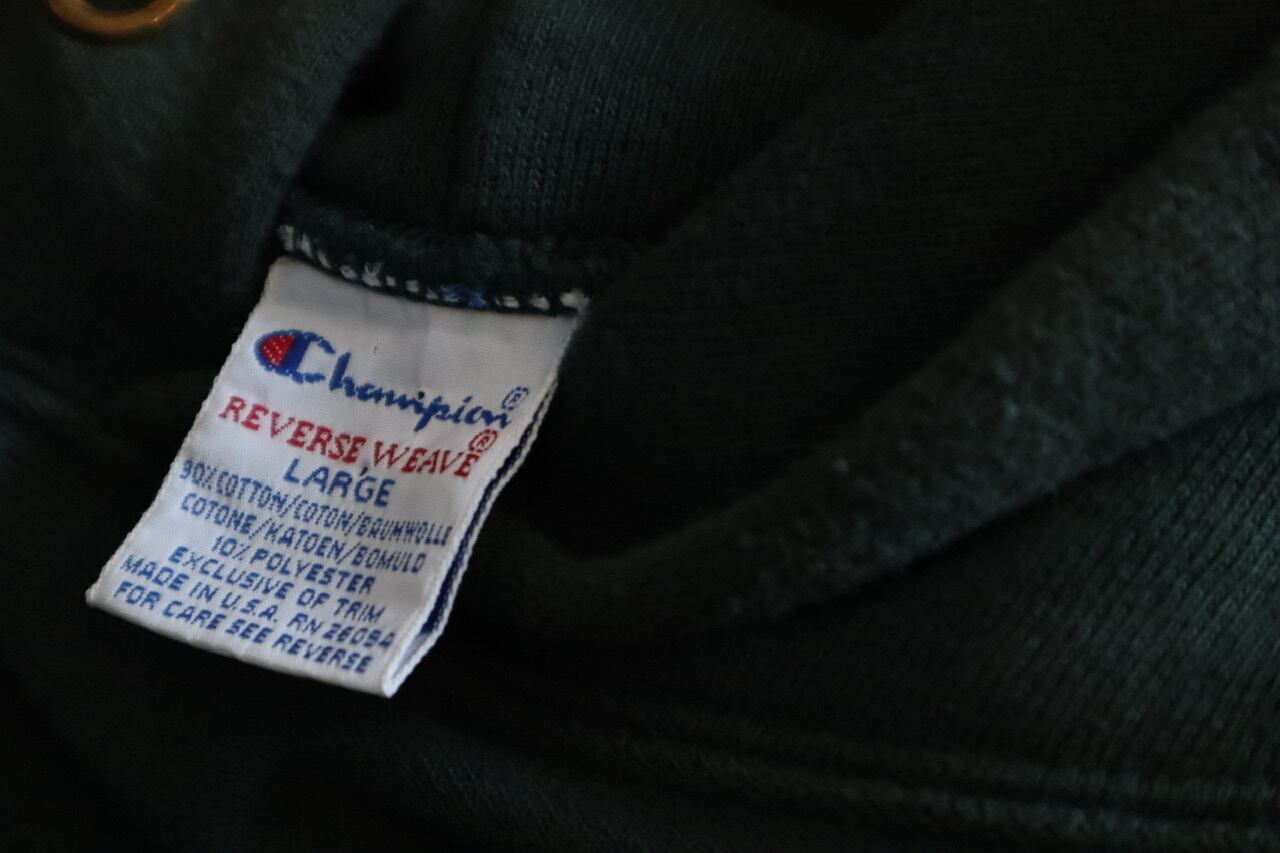 Champion®
REVERSE WEAVE®
LARGE
90%COTTON/COTON/BAUMWOLLE
COTONE/KATOEN/BOMULD
10% POLYESTER
EXCLUSIVE OF TRIM
MADE IN U.S.A. RN 26094
FOR CARE SEE REVERSE